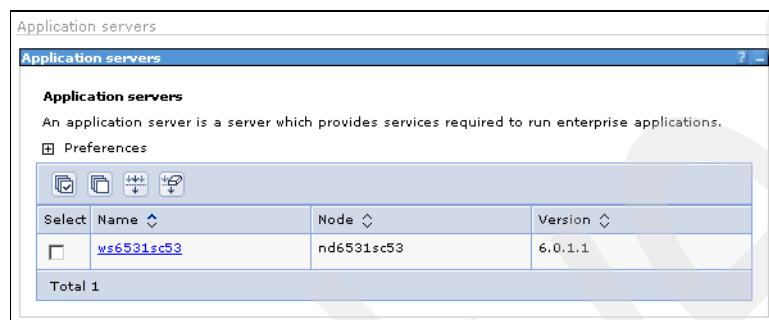 Application servers
Application servers ? –
Application servers
An application server is a server which provides services required to run enterprise applications.
Preferences
Select Name Node Version
ws6531sc53 nd6531sc53 6.0.1.1
Total 1